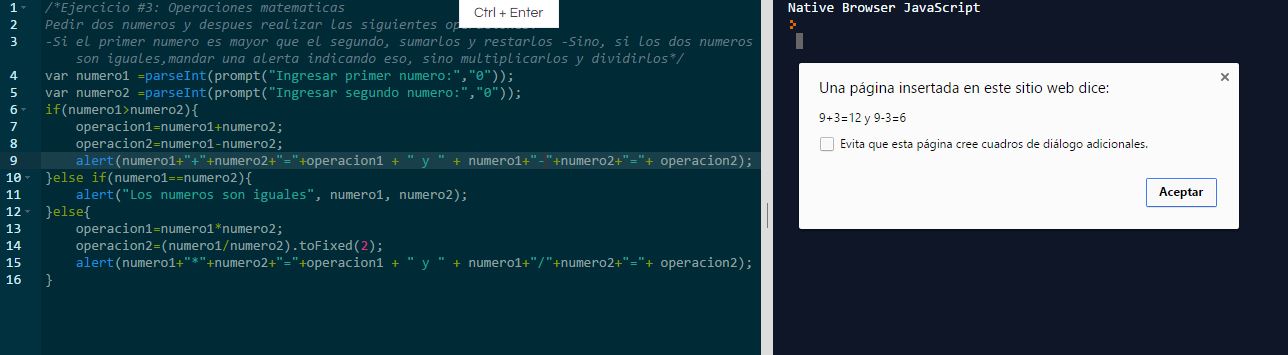 1 /*Ejercicio #3: Operaciones matematicas
Ctrl + Enter
2 Pedir dos numeros y despues realizar las siguientes
3 -Si el primer numero es mayor que el segundo, sumarlos y restarlos -Sino, si los dos numeros
son iguales,mandar una alerta indicando eso, sino multiplicarlos y dividirlos*/
4 var numero1 =parseInt(prompt("Ingresar primer numero:","0"));
5 var numero2 =parseInt(prompt("Ingresar segundo numero:","0"));
6 if(numero1>numero2){
7 operacion1=numero1+numero2;
8 operacion2=numero1-numero2;
9 alert(numero1+"+"+numero2+"="+operacion1 + " y " + numero1+"-"+numero2+"="+ operacion2);
10 }else if(numero1==numero2){
11 alert("Los numeros son iguales", numero1, numero2);
12 }else{
13 operacion1=numero1*numero2;
14 operacion2=(numero1/numero2).toFixed(2);
15 alert(numero1+"*"+numero2+"="+operacion1 + " y " + numero1+"/"+numero2+"="+ operacion2);
16 }
Native Browser JavaScript
Una página insertada en este sitio web dice:
9+3=12 y 9-3=6
Evita que esta página cree cuadros de diálogo adicionales.
Aceptar